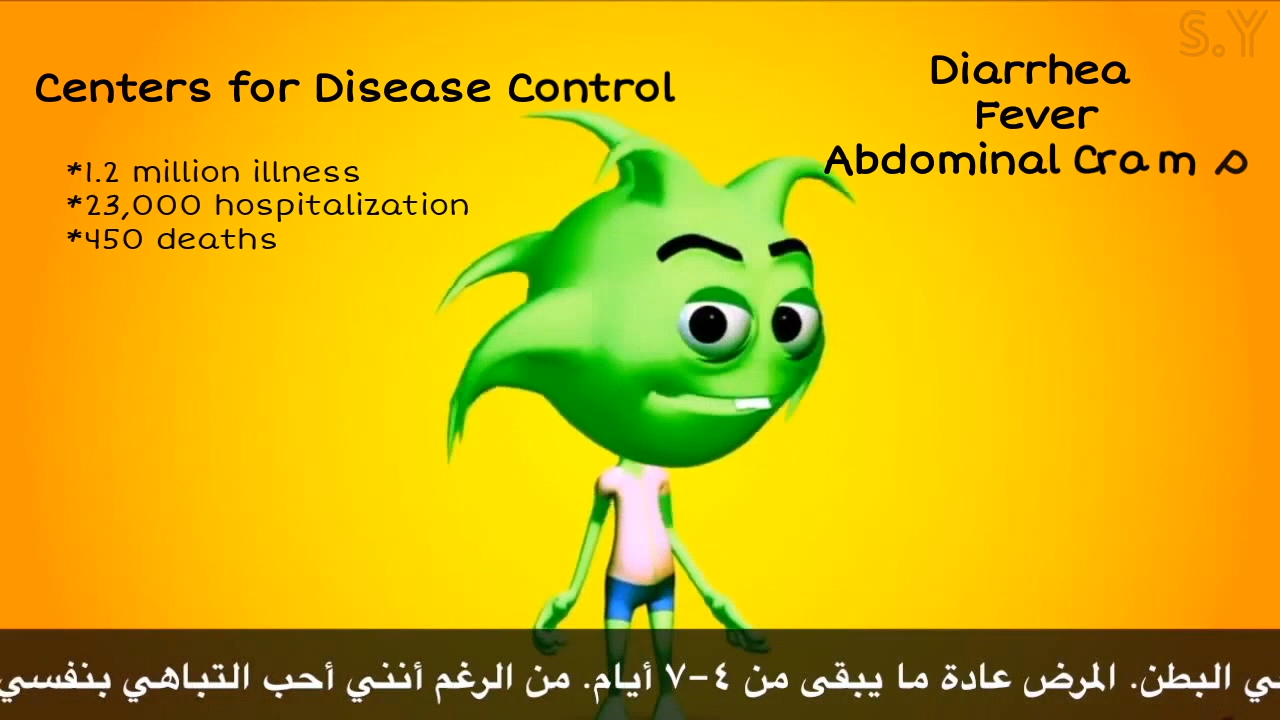 S.Y
Centers for Disease Control
*1.2 million illness
*23,000 hospitalization
*450 deaths
Diarrhea
Fever
Abdominal Cram s
البطن. المرض عادة ما يبقى من ٤-٧ أيام. من الرغم أنني أحب التباهي بنفسي